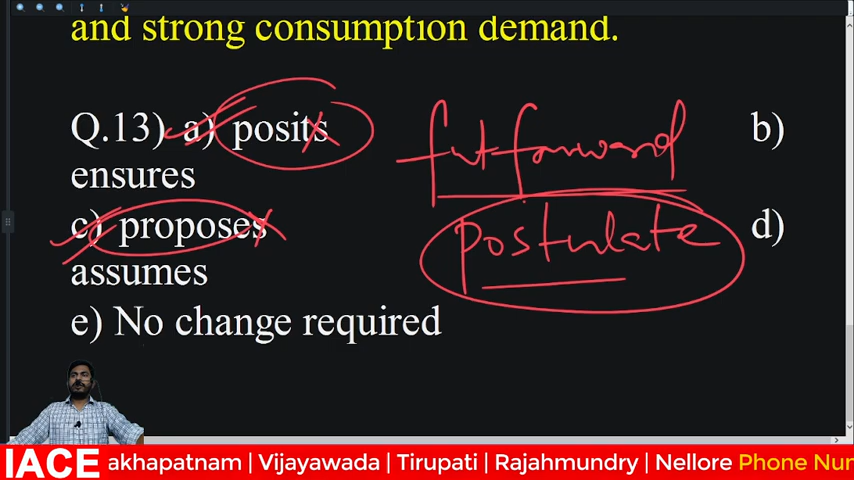 and strong consumption demand.
Q.13) a) posits b)
put forward
ensures
c) proposes d)
postulate
assumes
e) No change required
IACE akhapatnam | Vijayawada | Tirupati | Rajahmundry | Nellore Phone Nun